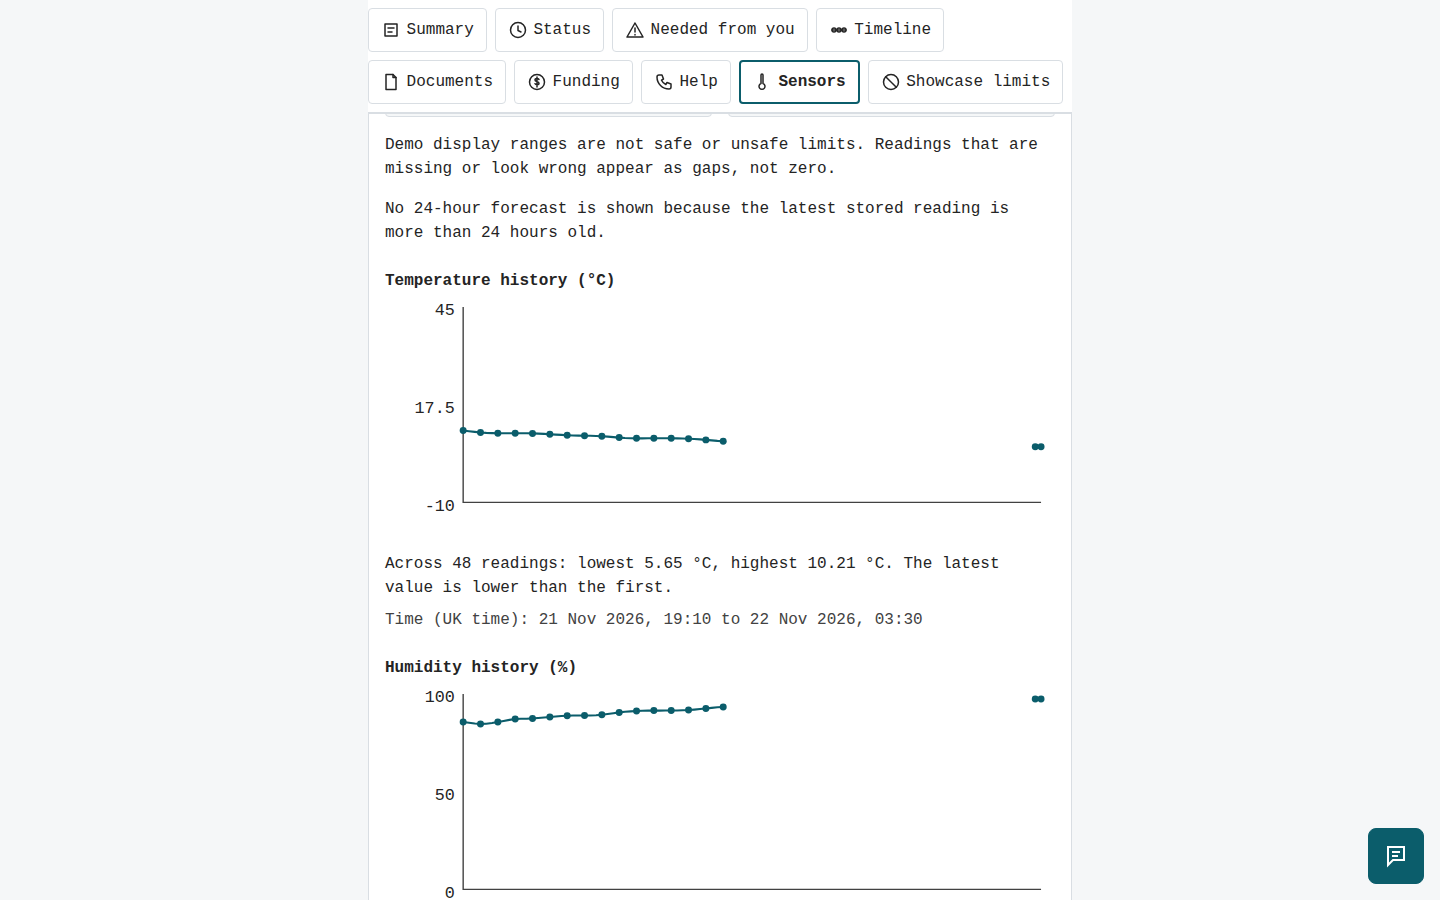 Summary
Status
Needed from you
Timeline
Documents
Funding
Help
Sensors
Showcase limits
Demo display ranges are not safe or unsafe limits. Readings that are
missing or look wrong appear as gaps, not zero.
No 24-hour forecast is shown because the latest stored reading is
more than 24 hours old.
Temperature history (°C)
45
17.5
-10
Across 48 readings: lowest 5.65 °C, highest 10.21 °C. The latest
value is lower than the first.
Time (UK time): 21 Nov 2026, 19:10 to 22 Nov 2026, 03:30
Humidity history (%)
100
50
0